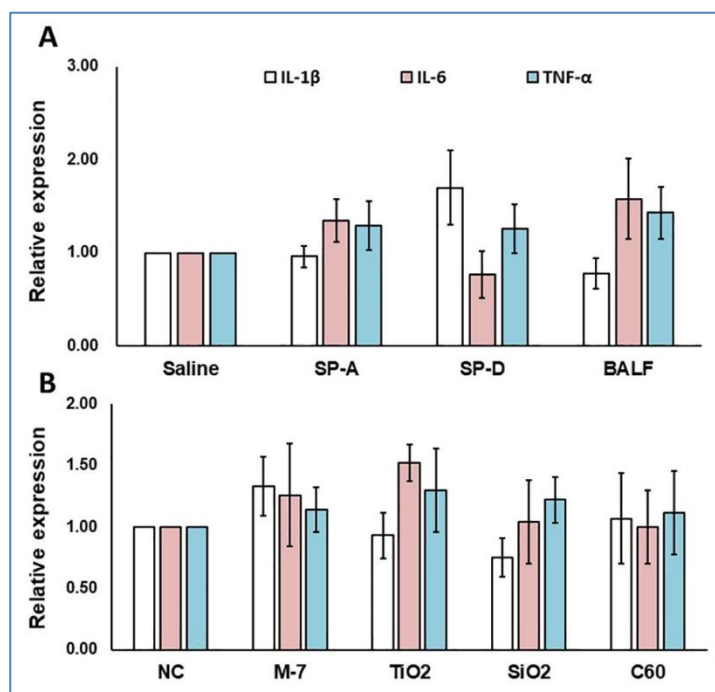 A
3.00
IL-1β IL-6 TNF-α
2.00
1.00
0.00
Relative expression
Saline SP-A SP-D BALF
B
2.00
1.50
1.00
0.50
0.00
Relative expression
NC M-7 TiO2 SiO2 C60